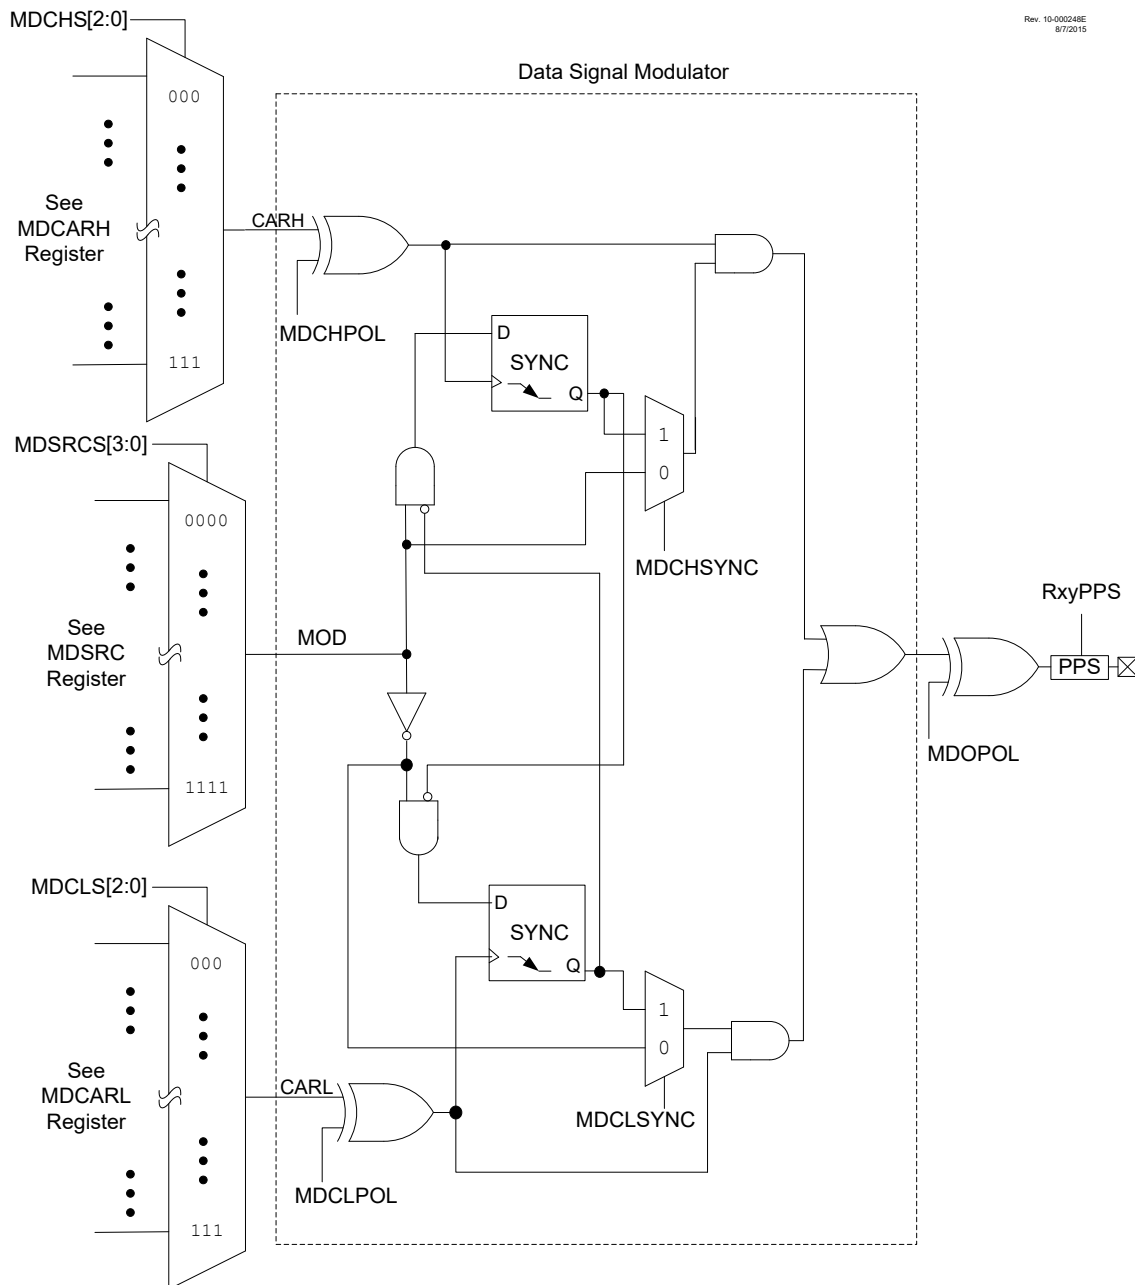 Rev. 10-000248E
8/7/2015
MDCHS[2:0]
Data Signal Modulator
000
See
MDCARH
Register
CARH
MDCHPOL
111
D
SYNC
Q
1
0
MDCHSYNC
MDSRCS[3:0]
0000
See
MDSRC
Register
MOD
1111
RxyPPS
PPS
MDOPOL
MDCLS[2:0]
000
See
MDCARL
Register
CARL
MDCLPOL
111
D
SYNC
Q
1
0
MDCLSYNC